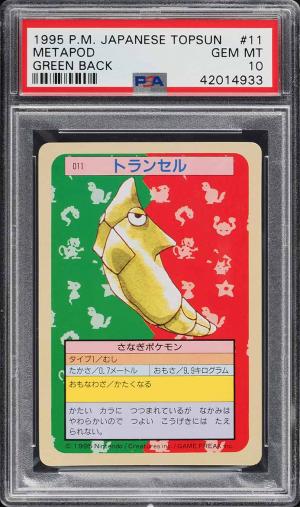 1995 P.M. JAPANESE TOPSUN #11
METAPOD GEM MT
GREEN BACK 10
PSA 42014933
011 トランセル
さなぎポケモン
タイプ1/むし
たかさ/0.7メートル おもさ/9.9キログラム
おもなわざ/かたくなる
かたい カラに つつまれているが なかみは
やわらかいので つよい こうげきには たえ
られない。
© 1995 Nintendo / Creatures inc. / GAME FREAK inc.